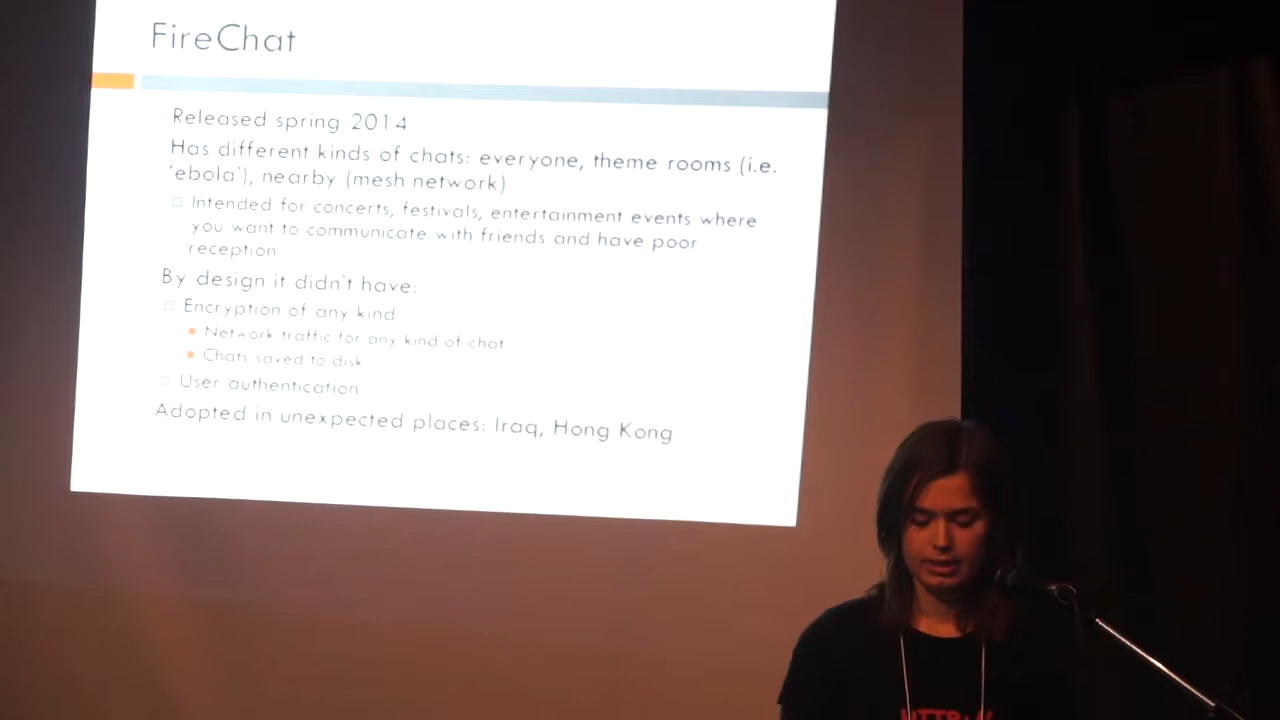 FireChat
Released spring 2014
Has different kinds of chats: everyone, theme rooms (i.e.
'ebola'), nearby (mesh network)
Intended for concerts, festivals, entertainment events where
you want to communicate with friends and have poor
reception
By design it didn't have:
Encryption of any kind
Network traffic for any kind of chat
Chats saved to disk
User authentication
Adopted in unexpected places: Iraq, Hong Kong